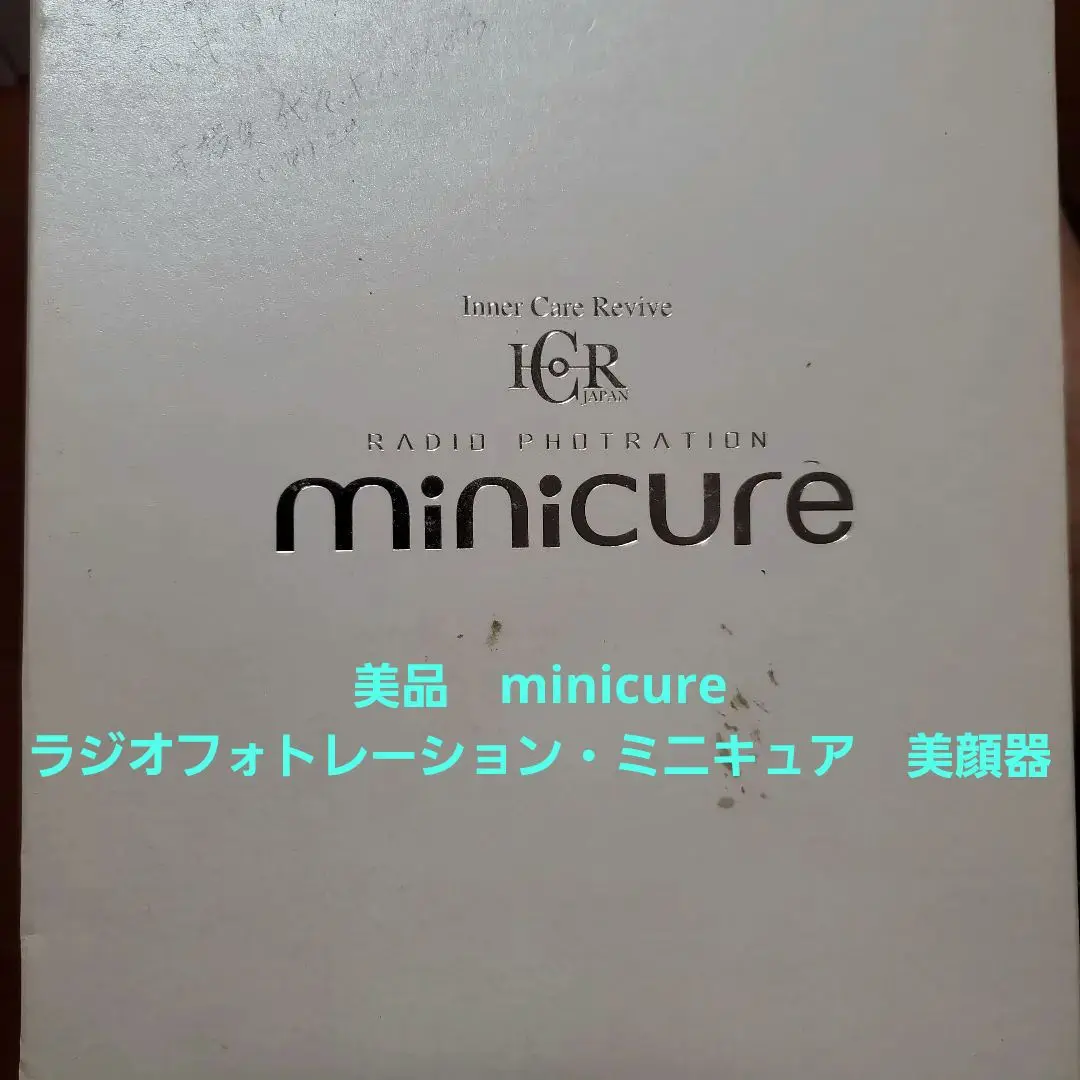 Inner Care Revive
ICR
JAPAN
RADIO PHOTRATION
minicure
美品　minicure
ラジオフォトレーション・ミニキュア　美顔器